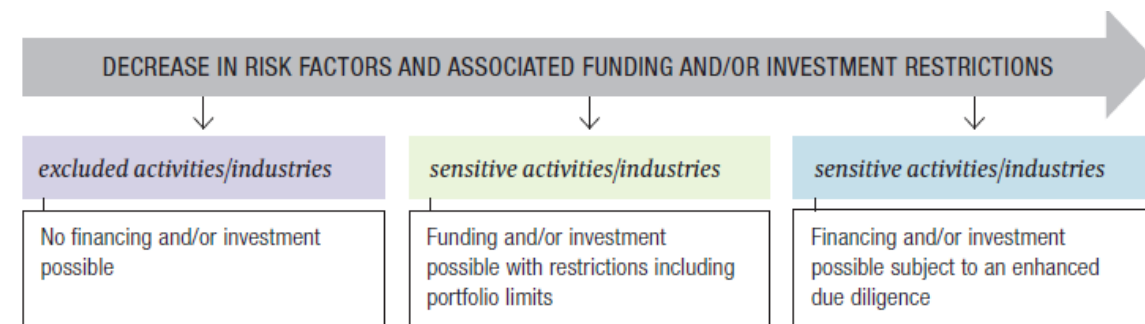 DECREASE IN RISK FACTORS AND ASSOCIATED FUNDING AND/OR INVESTMENT RESTRICTIONS
excluded activities/industries
No financing and/or investment
possible
sensitive activities/industries
Funding and/or investment
possible with restrictions including
portfolio limits
sensitive activities/industries
Financing and/or investment
possible subject to an enhanced
due diligence